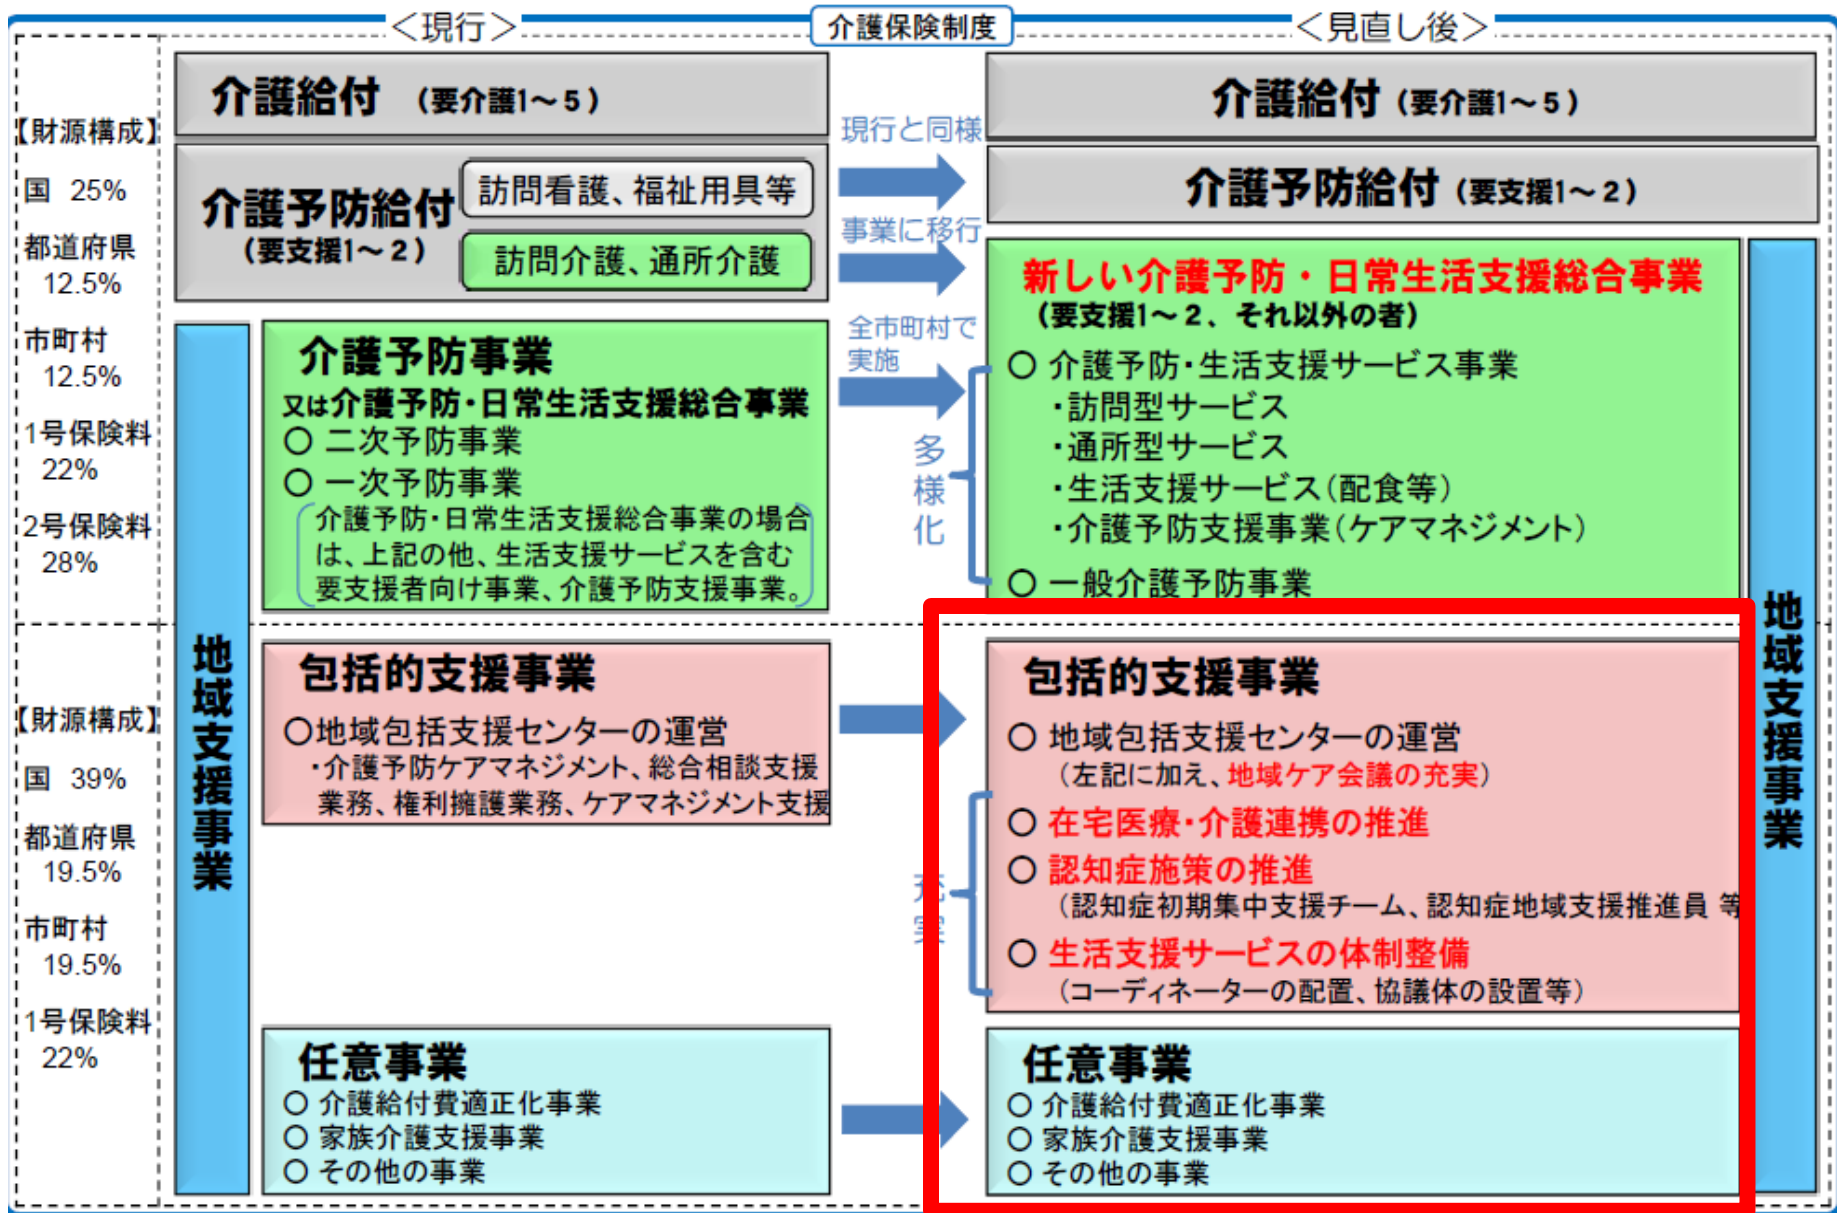 ＜現行＞
介護保険制度
＜見直し後＞
【財源構成】
国 25%
都道府県
12.5%
市町村
12.5%
1号保険料
22%
2号保険料
28%
介護給付 （要介護1～5）
介護予防給付
（要支援1～2）
訪問看護、福祉用具等
訪問介護、通所介護
現行と同様
事業に移行
全市町村で
実施
多
様
化
介護給付（要介護1～5）
介護予防給付（要支援1～2）
介護予防事業
又は介護予防・日常生活支援総合事業
○ 二次予防事業
○ 一次予防事業
介護予防・日常生活支援総合事業の場合
は、上記の他、生活支援サービスを含む
要支援者向け事業、介護予防支援事業。
新しい介護予防・日常生活支援総合事業
（要支援1～2、それ以外の者）
○ 介護予防・生活支援サービス事業
・訪問型サービス
・通所型サービス
・生活支援サービス（配食等）
・介護予防支援事業（ケアマネジメント）
○ 一般介護予防事業
【財源構成】
国 39%
都道府県
19.5%
市町村
19.5%
1号保険料
22%
地域支援事業
包括的支援事業
○地域包括支援センターの運営
・介護予防ケアマネジメント、総合相談支援
業務、権利擁護業務、ケアマネジメント支援
充
実
包括的支援事業
○ 地域包括支援センターの運営
（左記に加え、地域ケア会議の充実）
○ 在宅医療・介護連携の推進
○ 認知症施策の推進
（認知症初期集中支援チーム、認知症地域支援推進員 等
○ 生活支援サービスの体制整備
（コーディネーターの配置、協議体の設置等）
地域支援事業
任意事業
○ 介護給付費適正化事業
○ 家族介護支援事業
○ その他の事業
任意事業
○ 介護給付費適正化事業
○ 家族介護支援事業
○ その他の事業